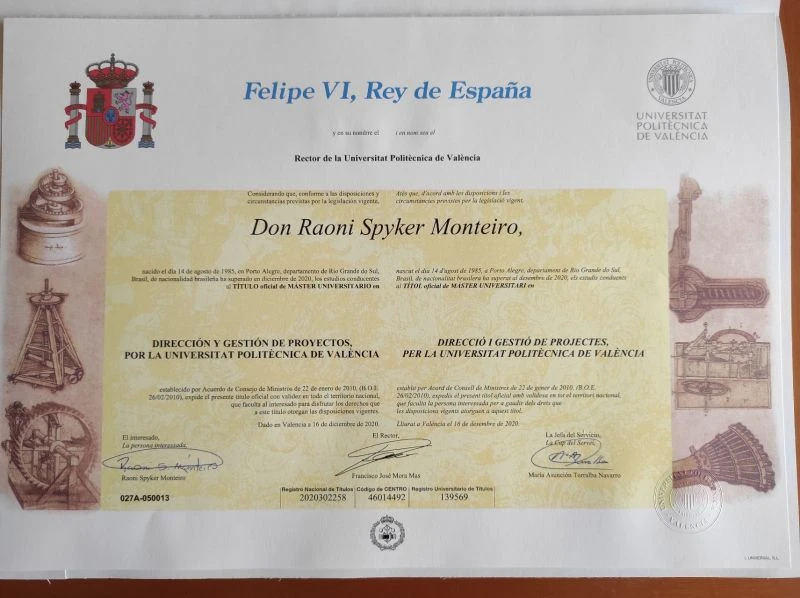 Felipe VI, Rey de España
UNIVERSITAT
POLITÈCNICA
DE VALÈNCIA
y en su nombre el i en nom seu el
Rector de la Universitat Politècnica de València
Considerando que, conforme a las disposiciones y
circunstancias previstas por la legislación vigente,
Atés que, d'acord amb les disposicions i les
circumstàncies previstes per la legislació vigent,
Don Raoni Spyker Monteiro,
nacido el día 14 de agosto de 1985, en Porto Alegre, departamento de Rio Grande do Sul,
Brasil, de nacionalidad brasileña ha superado en diciembre de 2020, los estudios conducentes
al TÍTULO oficial de MÁSTER UNIVERSITARIO en
nascut el dia 14 d'agost de 1985, a Porto Alegre, departament de Rio Grande do Sul,
Brasil, de nacionalitat brasilera ha superat al desembre de 2020, els estudis conduents
al TÍTOL oficial de MÀSTER UNIVERSITARI en
DIRECCIÓN Y GESTIÓN DE PROYECTOS,
POR LA UNIVERSITAT POLITÈCNICA DE VALÈNCIA
DIRECCIÓ I GESTIÓ DE PROJECTES,
PER LA UNIVERSITAT POLITÈCNICA DE VALÈNCIA
establecido por Acuerdo de Consejo de Ministros de 22 de enero de 2010, (B.O.E.
26/02/2010), expide el presente título oficial con validez en todo el territorio nacional,
que faculta al interesado para disfrutar los derechos que
a este título otorgan las disposiciones vigentes.
establit per Acord de Consell de Ministres de 22 de gener de 2010, (B.O.E.
26/02/2010), expedix el present títol oficial amb validesa en tot el territori nacional,
que faculta la persona interessada per a gaudir dels drets que
les disposicions vigents atorguen a aquest títol.
Dado en Valencia a 16 de diciembre de 2020.
Lliurat a València el 16 de desembre de 2020.
El interesado,
La persona interessada,
El Rector,
La Jefa del Servicio,
La Cap del Servei,
Raoni S Monteiro
Raoni Spyker Monteiro
Francisco José Mora Mas
María Asunción Torralba Navarro
027A-050013
Registro Nacional de Títulos
2020302258
Código de CENTRO
46014492
Registro Universitario de Títulos
139569